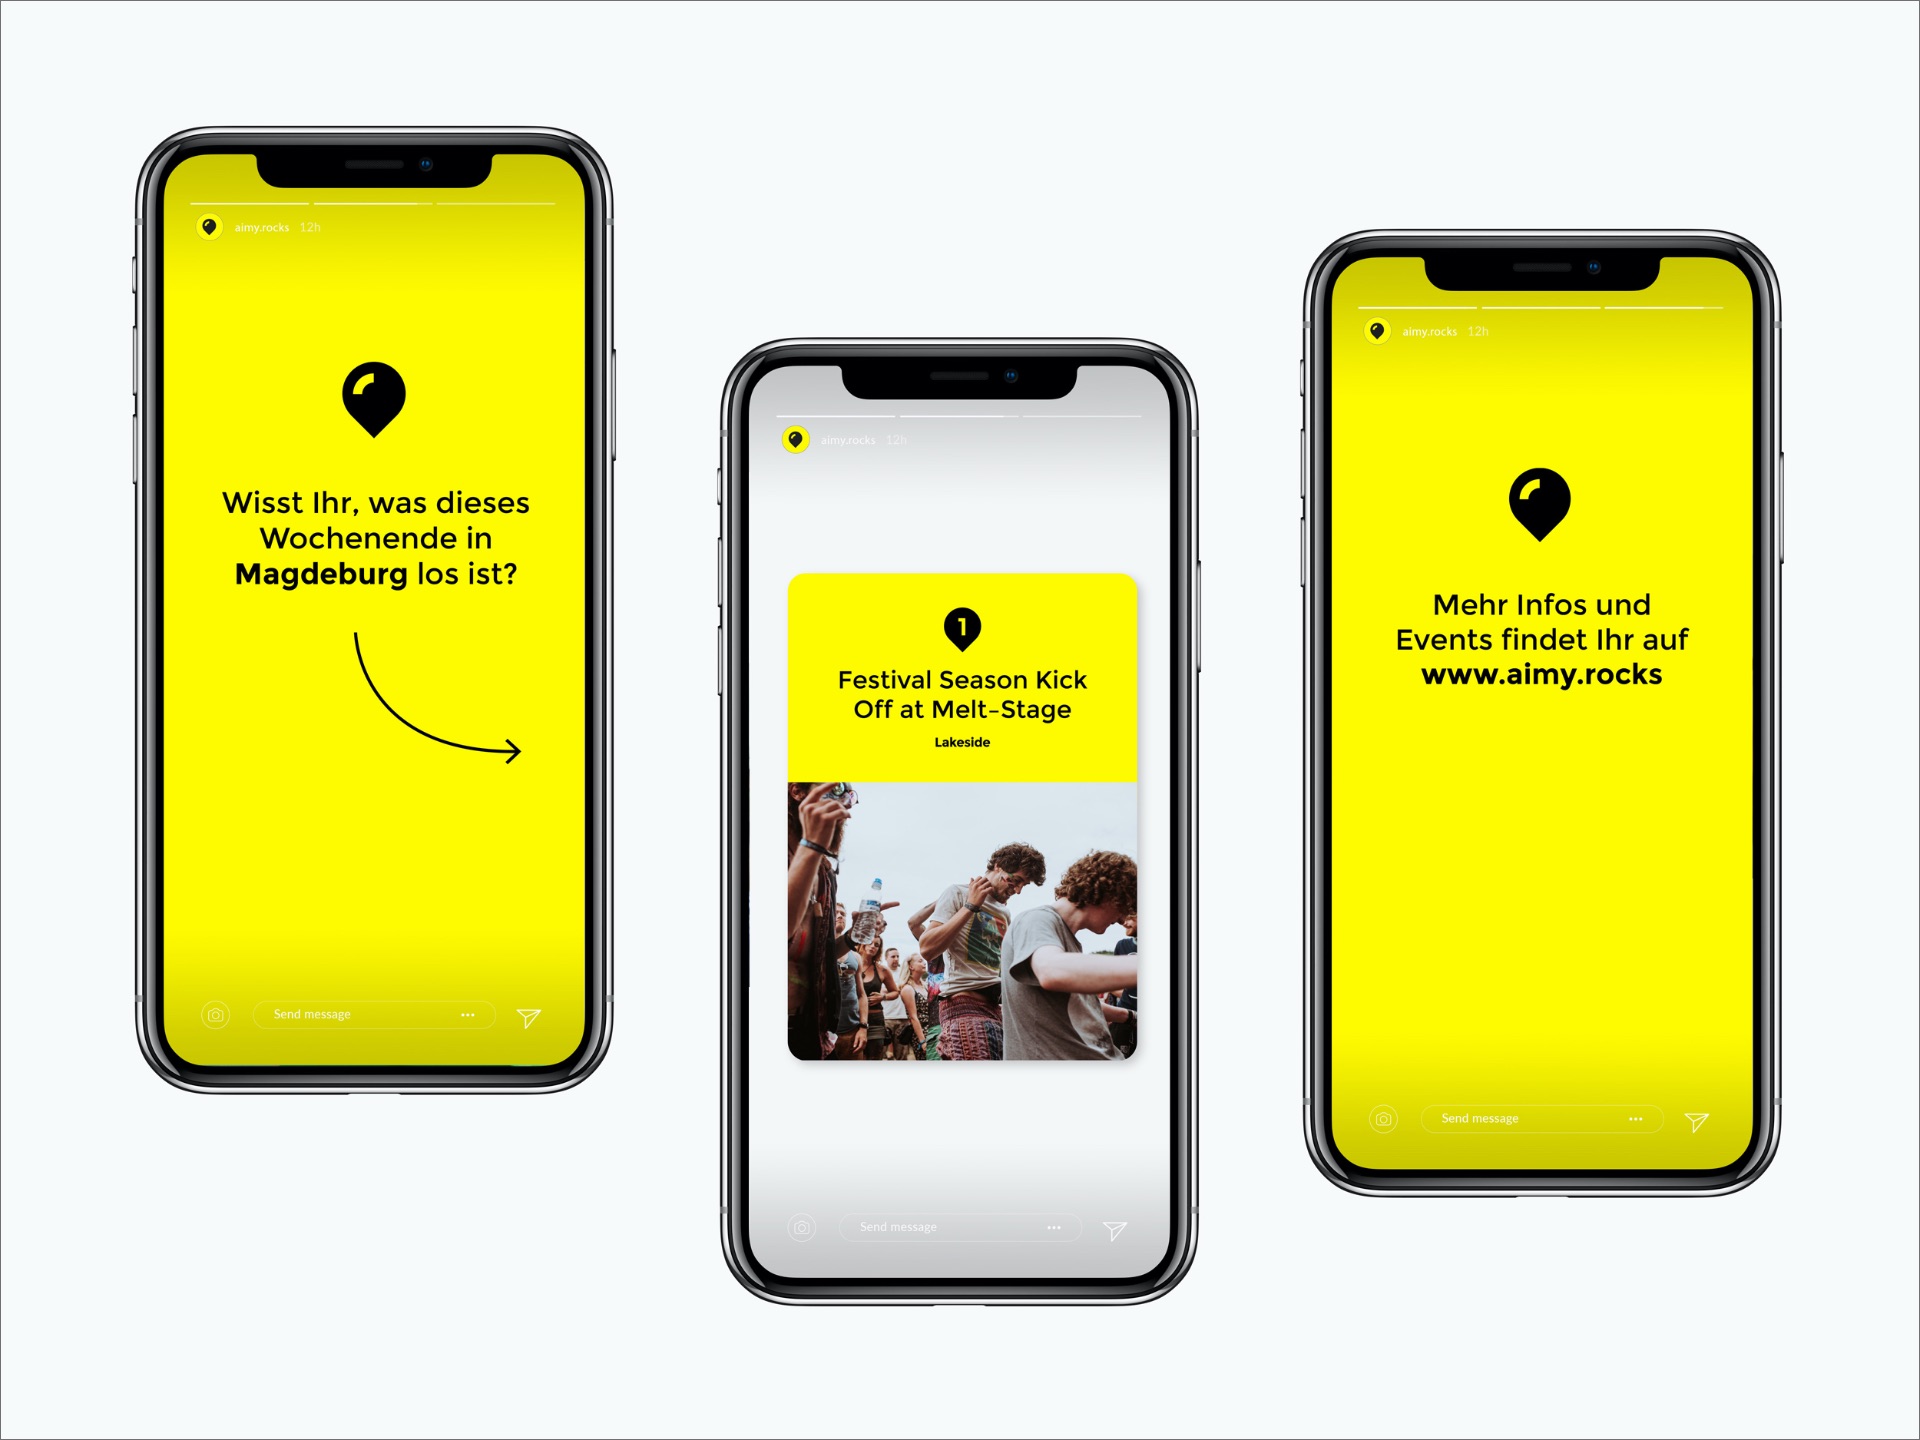 aimy.rocks 12h
Wisst Ihr, was dieses
Wochenende in
Magdeburg los ist?
Send message
aimy.rocks 12h
1
Festival Season Kick
Off at Melt-Stage
Lakeside
Send message
aimy.rocks 12h
Mehr Infos und
Events findet Ihr auf
www.aimy.rocks
Send message